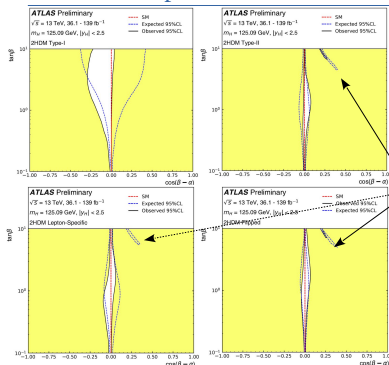 ATLAS Preliminary
√s = 13 TeV, 36.1 - 139 fb⁻¹
m_H = 125.09 GeV, |y_H| < 2.5
2HDM Type-I
SM
Expected 95%CL
Observed 95%CL
tanβ
10¹
10⁰
10⁻¹
−1.00 −0.75 −0.50 −0.25 0.00 0.25 0.50 0.75 1.00
cos(β − α)
ATLAS Preliminary
√s = 13 TeV, 36.1 - 139 fb⁻¹
m_H = 125.09 GeV, |y_H| < 2.5
2HDM Type-II
SM
Observed 95%CL
Expected 95%CL
tanβ
10¹
10⁰
10⁻¹
−1.00 −0.75 −0.50 −0.25 0.00 0.25 0.50 0.75 1.00
cos(β − α)
ATLAS Preliminary
√s = 13 TeV, 36.1 - 139 fb⁻¹
m_H = 125.09 GeV, |y_H| < 2.5
2HDM Lepton-Specific
SM
Observed 95%CL
Expected 95%CL
tanβ
10¹
10⁰
10⁻¹
−1.00 −0.75 −0.50 −0.25 0.00 0.25 0.50 0.75 1.00
cos(β − α)
ATLAS Preliminary
√s = 13 TeV, 36.1 - 139 fb⁻¹
m_H = 125.09 GeV, |y_H| < 2.5
2HDM Flipped
SM
Observed 95%CL
Expected 95%CL
tanβ
10¹
10⁰
10⁻¹
−1.00 −0.75 −0.50 −0.25 0.00 0.25 0.50 0.75 1.00
cos(β − α)